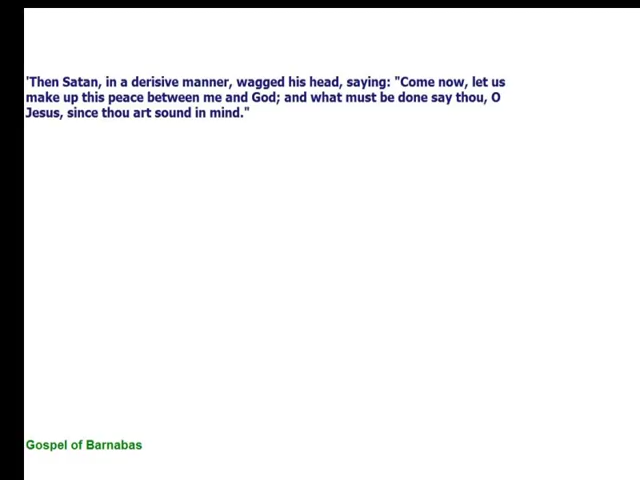 'Then Satan, in a derisive manner, wagged his head, saying: "Come now, let us
make up this peace between me and God; and what must be done say thou, O
Jesus, since thou art sound in mind."
Gospel of Barnabas